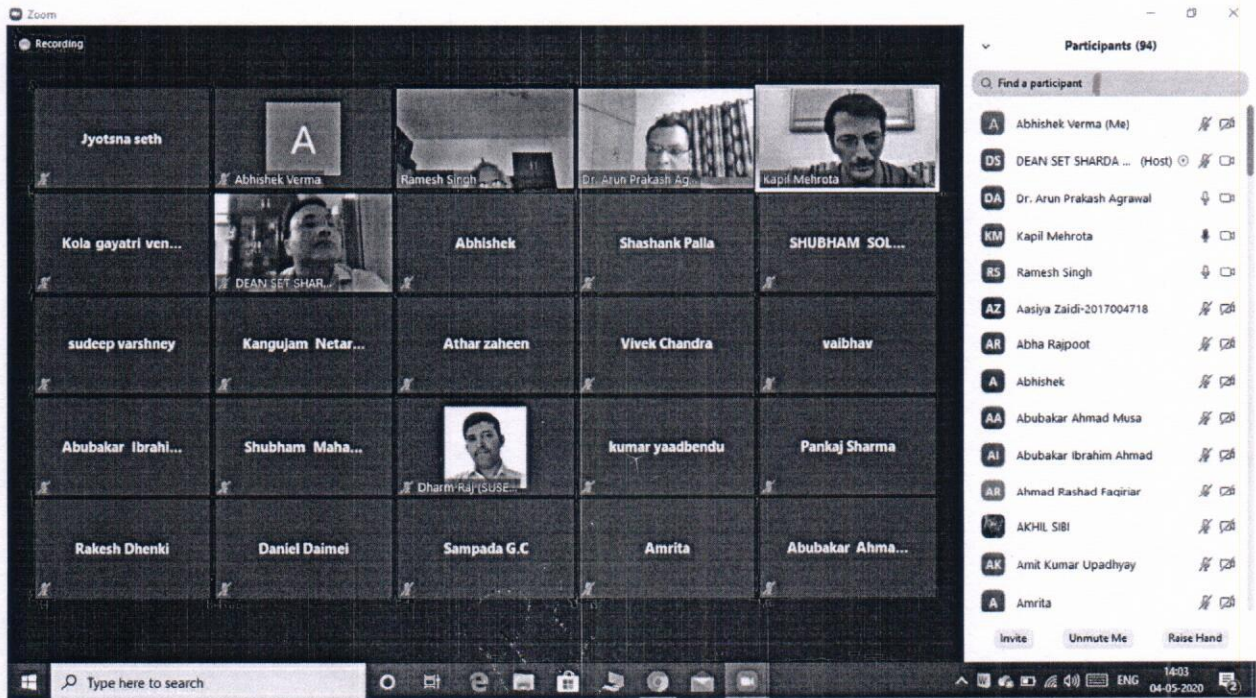 Zoom
Recording
Participants (94)
Find a participant
Jyotsna seth
A
Abhishek Verma
Ramesh Singh
Dr. Arun Prakash Ag...
Kapil Mehrota
Kola gayatri ven...
DEAN SET SHAR...
Abhishek
Shashank Palla
SHUBHAM SOL...
sudeep varshney
Kangujam Netar...
Athar zaheen
Vivek Chandra
vaibhav
Abubakar Ibrahi...
Shubham Maha...
Dharm Raj (SUSE...
kumar yaadbendu
Pankaj Sharma
Rakesh Dhenki
Daniel Daimei
Sampada G.C
Amrita
Abubakar Ahma...
A Abhishek Verma (Me)
DS DEAN SET SHARDA ... (Host)
DA Dr. Arun Prakash Agrawal
KM Kapil Mehrota
RS Ramesh Singh
AZ Aasiya Zaidi-2017004718
AR Abha Rajpoot
A Abhishek
AA Abubakar Ahmad Musa
AI Abubakar Ibrahim Ahmad
AR Ahmad Rashad Faqiriar
AKHIL SIBI
AK Amit Kumar Upadhyay
A Amrita
Invite Unmute Me Raise Hand
Type here to search
ENG
14:03
04-05-2020